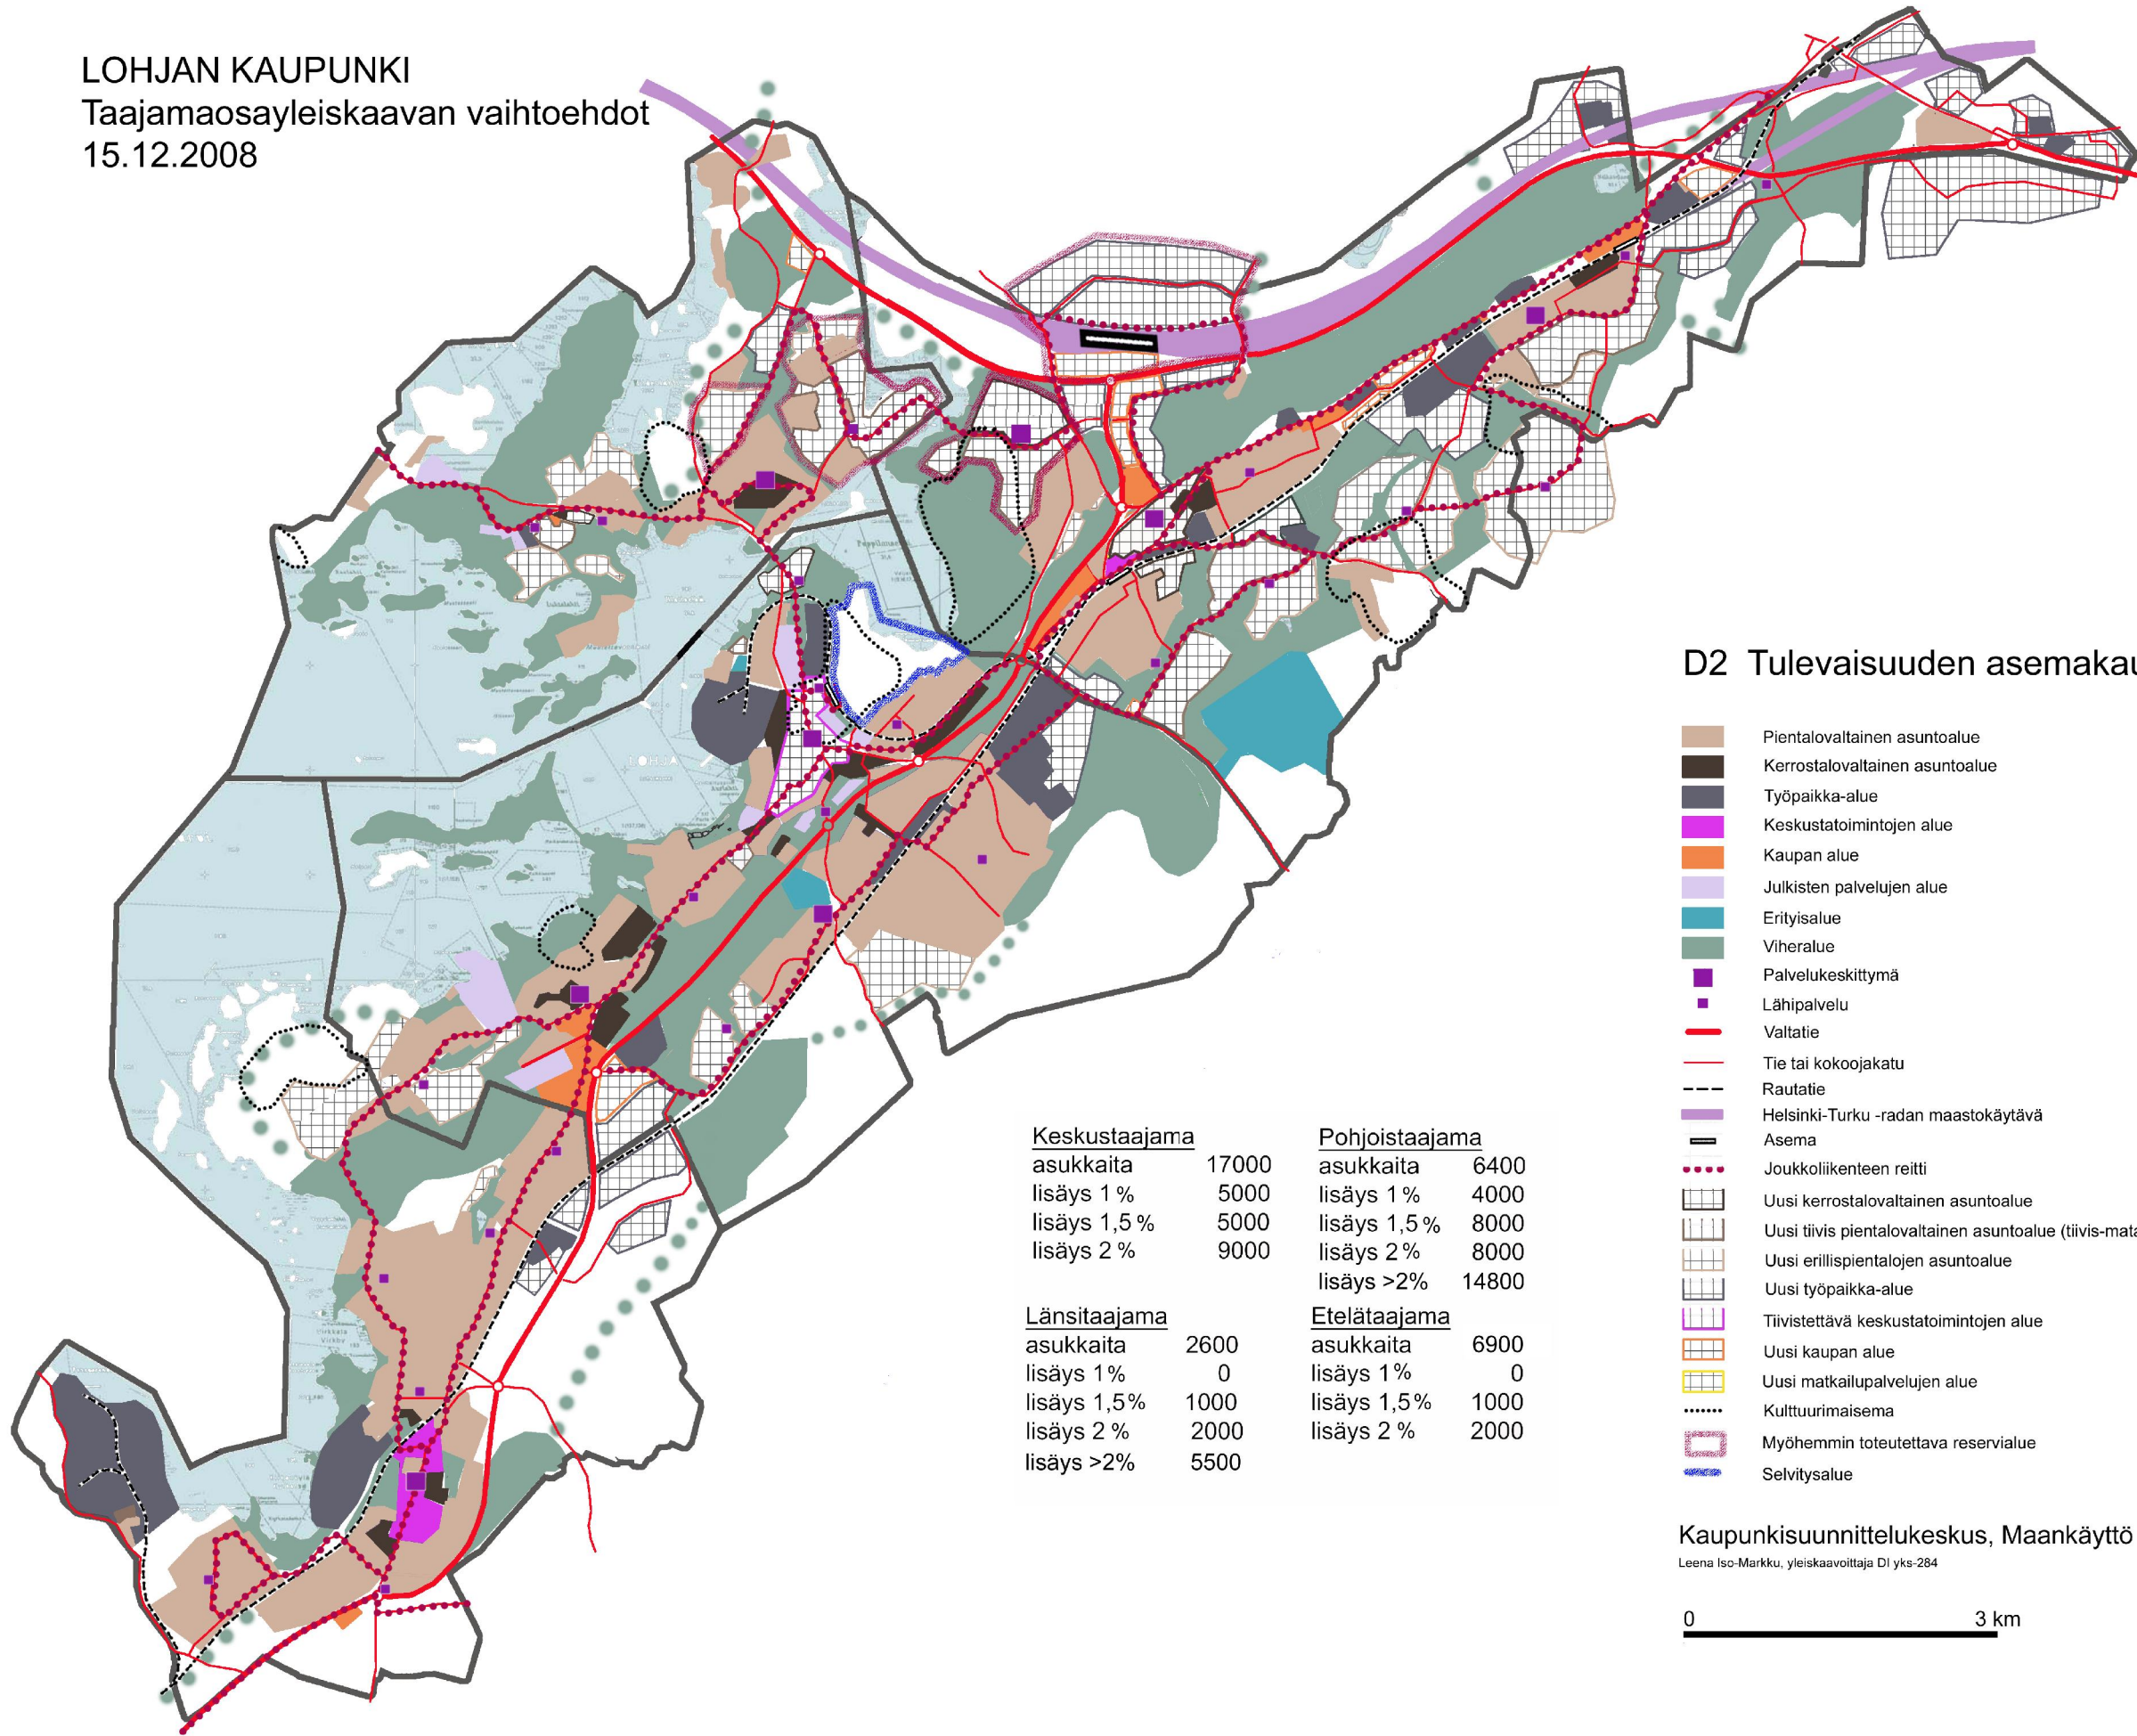 LOHJAN KAUPUNKI
Taajamaosayleiskaavan vaihtoehdot
15.12.2008
LOHJA
Virkkala
Virkby
D2 Tulevaisuuden
Pientalovaltainen asuntoalue
Kerrostalovaltainen asuntoalue
Työpaikka-alue
Keskustatoimintojen alue
Kaupan alue
Julkisten palvelujen alue
Erityisalue
Viheralue
Palvelukeskittymä
Lähipalvelu
Valtatie
Tie tai kokoojakatu
Rautatie
Helsinki-Turku -radan maastokäytävä
Asema
Joukkoliikenteen reitti
Uusi kerrostalovaltainen asuntoalue
Uusi tiivis pientalovaltainen asuntoalue
Uusi erillispientalojen asuntoalue
Uusi työpaikka-alue
Tiivistettävä keskustatoimintojen alue
Uusi kaupan alue
Uusi matkailupalvelujen alue
Kulttuurimaisema
Myöhemmin toteutettava reservialue
Selvitysalue
Keskustaajama
asukkaita 17000
lisäys 1 % 5000
lisäys 1,5 % 5000
lisäys 2 % 9000
Pohjoistaajama
asukkaita 6400
lisäys 1 % 4000
lisäys 1,5 % 8000
lisäys 2 % 8000
lisäys >2% 14800
Länsitaajama
asukkaita 2600
lisäys 1% 0
lisäys 1,5% 1000
lisäys 2 % 2000
lisäys >2% 5500
Etelätaajama
asukkaita 6900
lisäys 1% 0
lisäys 1,5% 1000
lisäys 2 % 2000
Kaupunkisuunnittelukeskus, Maankäyttö
Leena Iso-Markku, yleiskaavoittaja DI yks-284
0 3 km